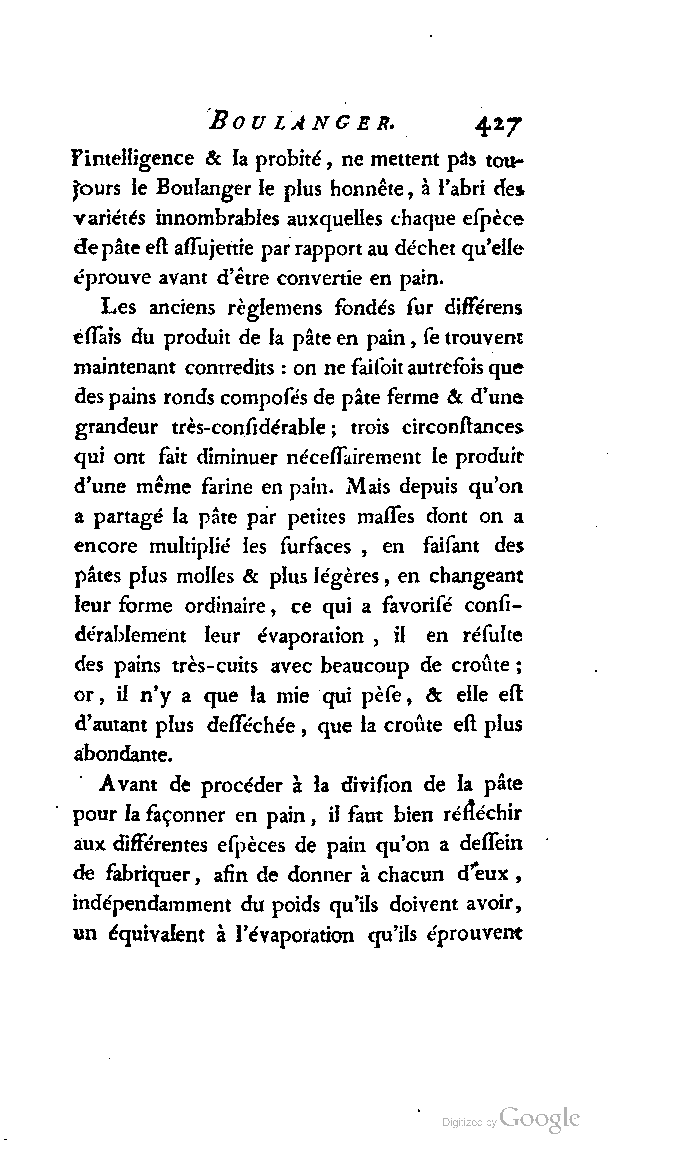 BOULANGER. 427
l'intelligence & la probité, ne mettent pas tou-
jours le Boulanger le plus honnête, à l'abri des
variétés innombrables auxquelles chaque eſpèce
de pâte eſt aſſujettie par rapport au déchet qu'elle
éprouve avant d'être convertie en pain.
Les anciens règlemens fondés ſur différens
eſſais du produit de la pâte en pain, ſe trouvent
maintenant contredits : on ne faiſoit autrefois que
des pains ronds compoſés de pâte ferme & d'une
grandeur très-conſidérable ; trois circonſtances
qui ont fait diminuer néceſſairement le produit
d'une même farine en pain. Mais depuis qu'on
a partagé la pâte par petites maſſes dont on a
encore multiplié les ſurfaces , en faiſant des
pâtes plus molles & plus légères, en changeant
leur forme ordinaire, ce qui a favoriſé conſi-
dérablement leur évaporation , il en réſulte
des pains très-cuits avec beaucoup de croûte ;
or, il n'y a que la mie qui pèſe, & elle eſt
d'autant plus deſſéchée, que la croûte eſt plus
abondante.
Avant de procéder à la diviſion de la pâte
pour la façonner en pain, il faut bien réfléchir
aux différentes eſpèces de pain qu'on a deſſein
de fabriquer, afin de donner à chacun d'eux,
indépendamment du poids qu'ils doivent avoir,
un équivalent à l'évaporation qu'ils éprouvent
Digitized by Google